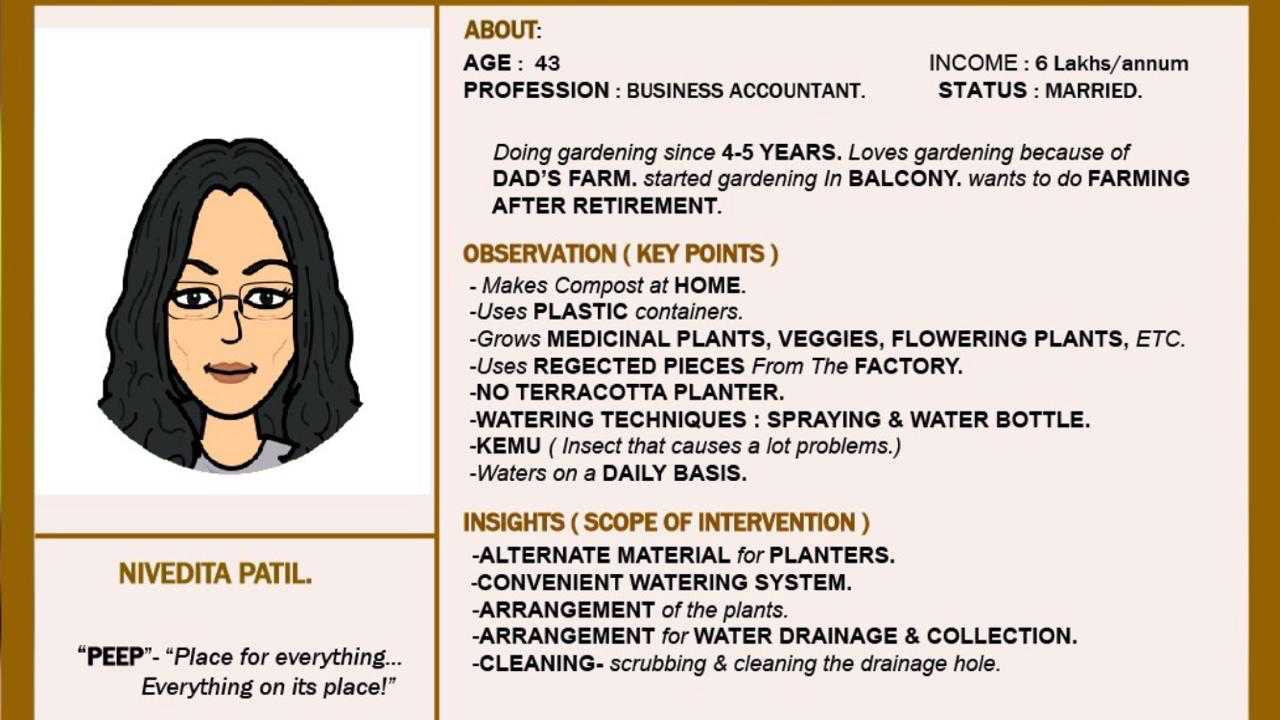 NIVEDITA PATIL.
“PEEP”- “Place for everything...
Everything on its place!”
ABOUT:
AGE : 43
INCOME : 6 Lakhs/annum
PROFESSION : BUSINESS ACCOUNTANT.
STATUS : MARRIED.
Doing gardening since 4-5 YEARS. Loves gardening because of
DAD’S FARM. started gardening In BALCONY. wants to do FARMING
AFTER RETIREMENT.
OBSERVATION ( KEY POINTS )
- Makes Compost at HOME.
-Uses PLASTIC containers.
-Grows MEDICINAL PLANTS, VEGGIES, FLOWERING PLANTS, ETC.
-Uses REGECTED PIECES From The FACTORY.
-NO TERRACOTTA PLANTER.
-WATERING TECHNIQUES : SPRAYING & WATER BOTTLE.
-KEMU ( Insect that causes a lot problems.)
-Waters on a DAILY BASIS.
INSIGHTS ( SCOPE OF INTERVENTION )
-ALTERNATE MATERIAL for PLANTERS.
-CONVENIENT WATERING SYSTEM.
-ARRANGEMENT of the plants.
-ARRANGEMENT for WATER DRAINAGE & COLLECTION.
-CLEANING- scrubbing & cleaning the drainage hole.